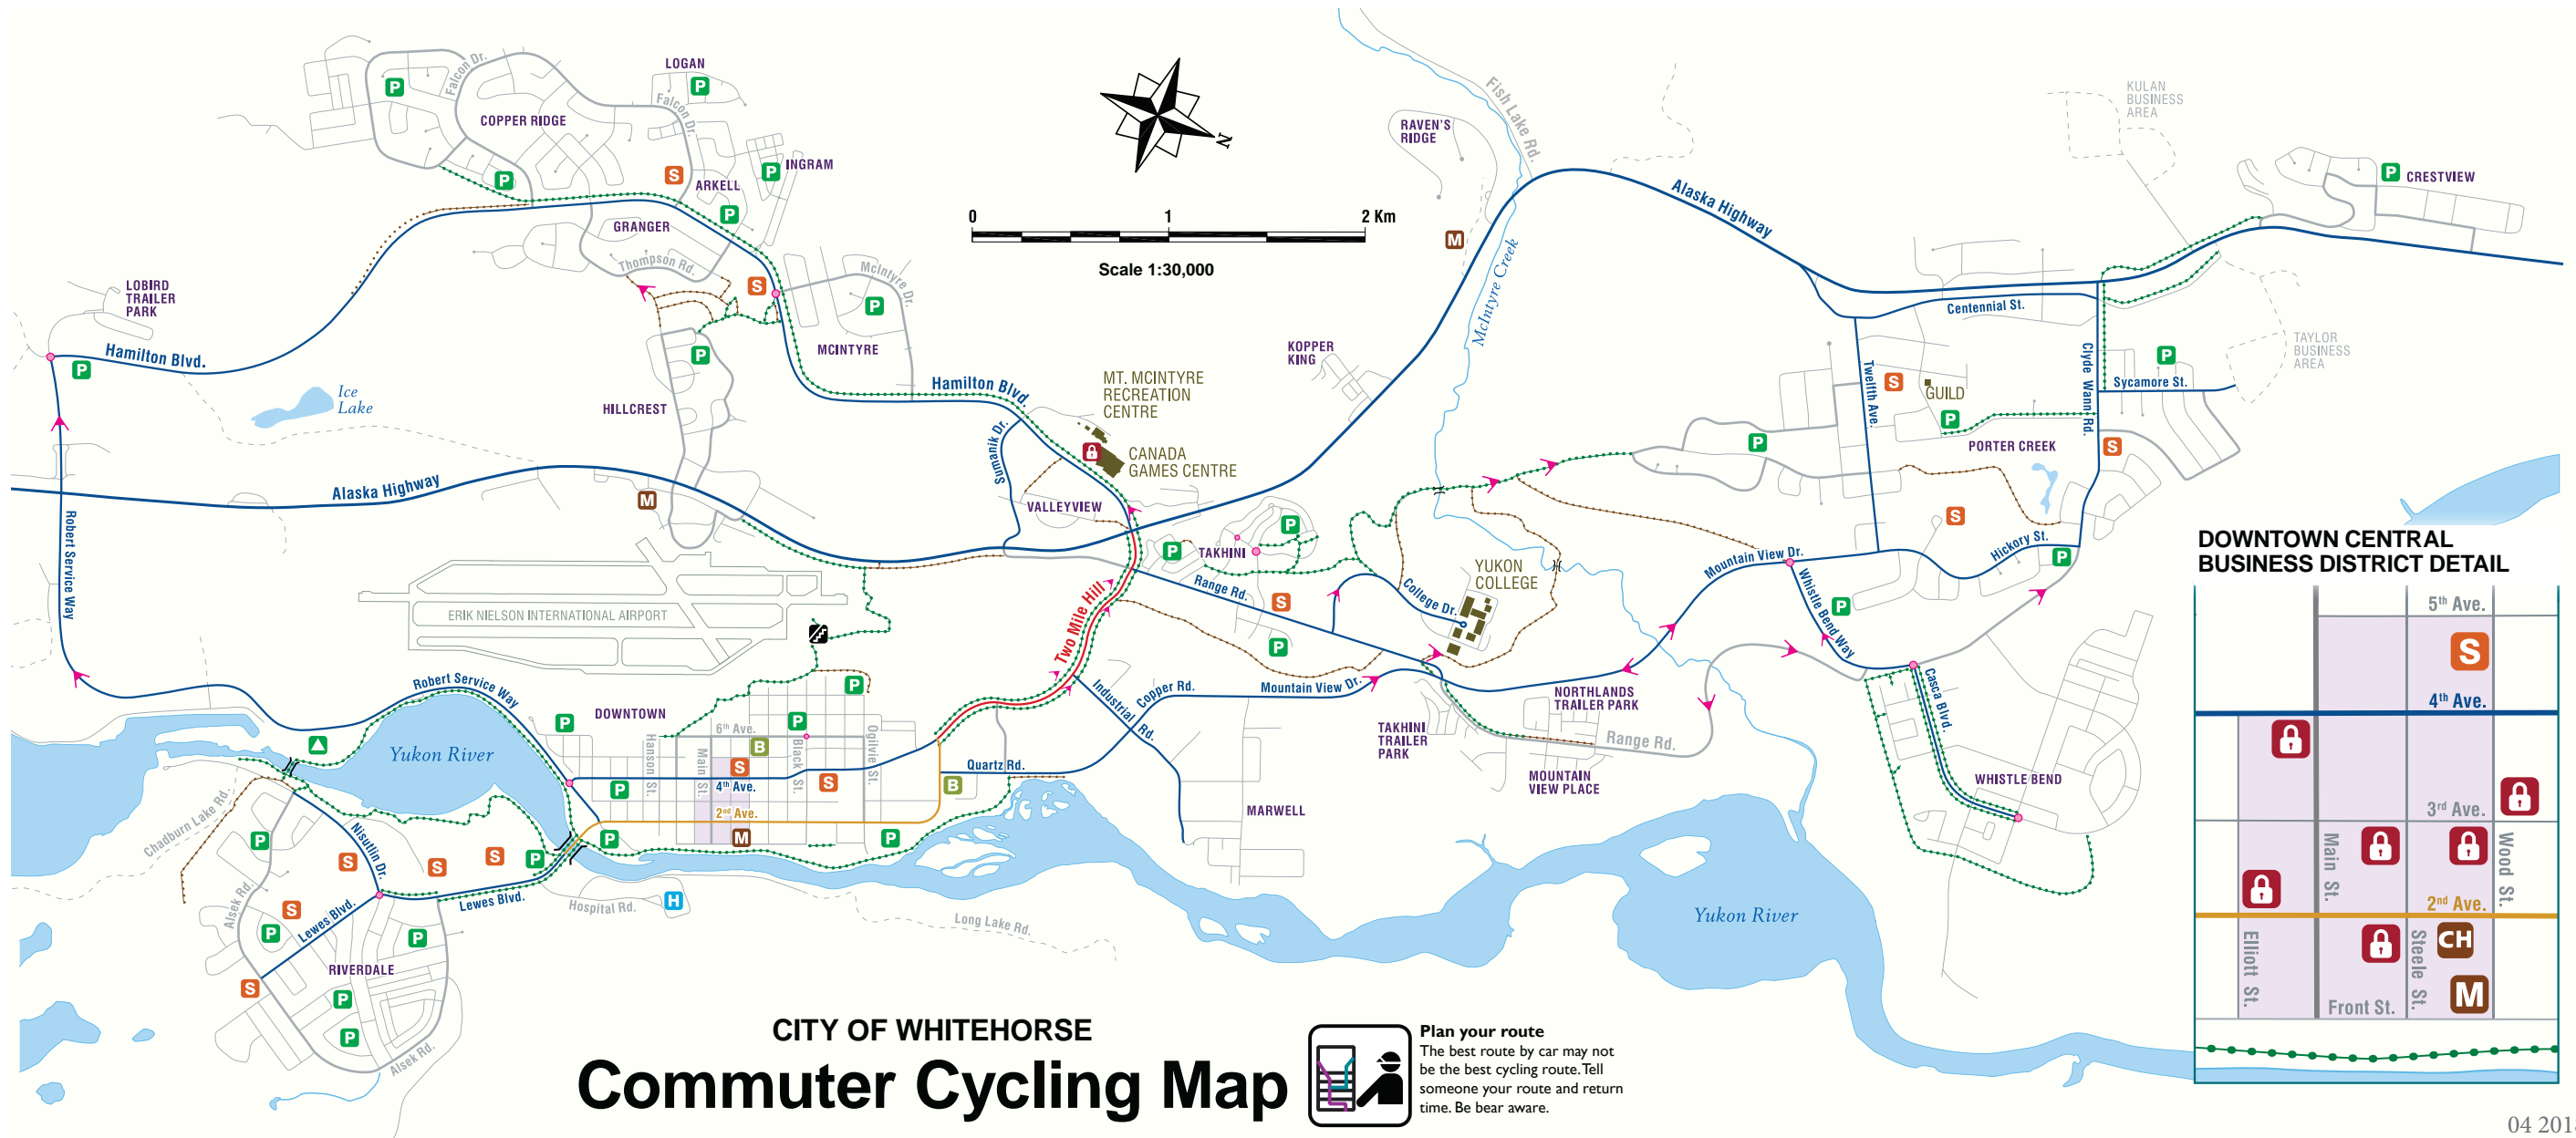 LOGAN
Falcon Dr.
COPPER RIDGE
Falcon Dr.
INGRAM
ARKELL
GRANGER
Thompson Rd.
McIntyre Dr.
MCINTYRE
LOBIRD
TRAILER
PARK
Hamilton Blvd.
Ice
Lake
HILLCREST
Hamilton Blvd.
N
0 1 2 Km
Scale 1:30,000
RAVEN'S
RIDGE
Fish Lake Rd.
McIntyre Creek
KOPPER
KING
Alaska Highway
KULAN
BUSINESS
AREA
CRESTVIEW
Centennial St.
TAYLOR
BUSINESS
AREA
Clyde Wann Rd.
Sycamore St.
Twelfth Ave.
GUILD
PORTER CREEK
MT. MCINTYRE
RECREATION
CENTRE
CANADA
GAMES CENTRE
Sumanik Dr.
VALLEYVIEW
Alaska Highway
Robert Service Way
ERIK NIELSON INTERNATIONAL AIRPORT
TAKHINI
Range Rd.
Two Mile Hill
YUKON
COLLEGE
College Dr.
Mountain View Dr.
Hickory St.
Whistle Bend Way
Casca Blvd.
WHISTLE BEND
Robert Service Way
Yukon River
DOWNTOWN
6th Ave.
Hanson St.
Main St.
Black St.
Ogilvie St.
4th Ave.
2nd Ave.
Industrial Rd.
Copper Rd.
Mountain View Dr.
Quartz Rd.
MARWELL
TAKHINI
TRAILER
PARK
NORTHLANDS
TRAILER PARK
Range Rd.
MOUNTAIN
VIEW PLACE
Chadburn Lake Rd.
Nisutlin Dr.
Alsek Rd.
Lewes Blvd.
Lewes Blvd.
Hospital Rd.
H
Long Lake Rd.
RIVERDALE
Alsek Rd.
Yukon River
DOWNTOWN CENTRAL
BUSINESS DISTRICT DETAIL
5th Ave.
S
4th Ave.
3rd Ave.
Main St.
Wood St.
2nd Ave.
Elliott St.
Steele St.
CH
M
Front St.
CITY OF WHITEHORSE
Commuter Cycling Map
Plan your route
The best route by car may not
be the best cycling route. Tell
someone your route and return
time. Be bear aware.
04 201